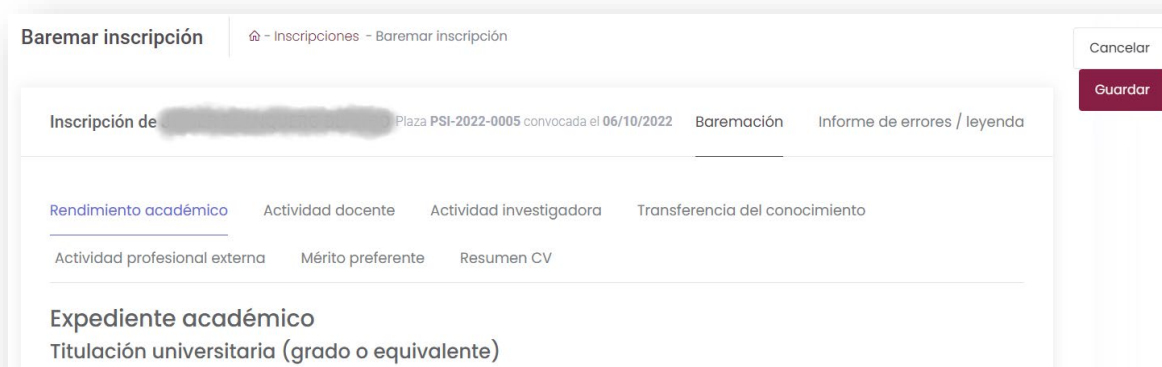 Baremar inscripción - Inscripciones - Baremar inscripción
Cancelar
Guardar
Inscripción de Plaza PSI-2022-0005 convocada el 06/10/2022 Baremación Informe de errores / leyenda
Rendimiento académico Actividad docente Actividad investigadora Transferencia del conocimiento
Actividad profesional externa Mérito preferente Resumen CV
Expediente académico
Titulación universitaria (grado o equivalente)